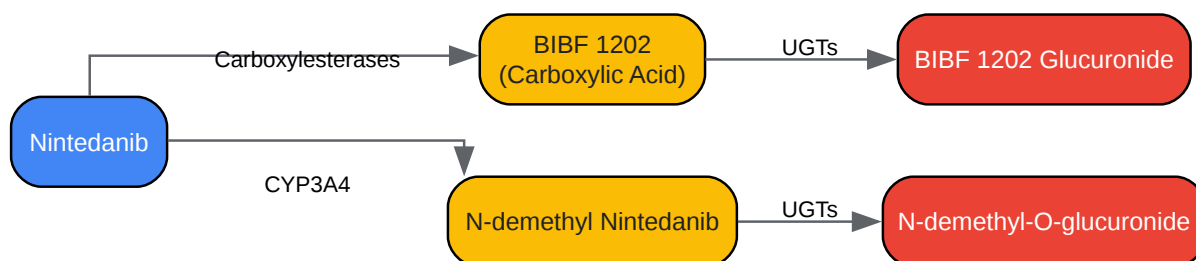 Nintedanib
Carboxylesterases
BIBF 1202
(Carboxylic Acid)
UGTs
BIBF 1202 Glucuronide
CYP3A4
N-demethyl Nintedanib
UGTs
N-demethyl-O-glucuronide